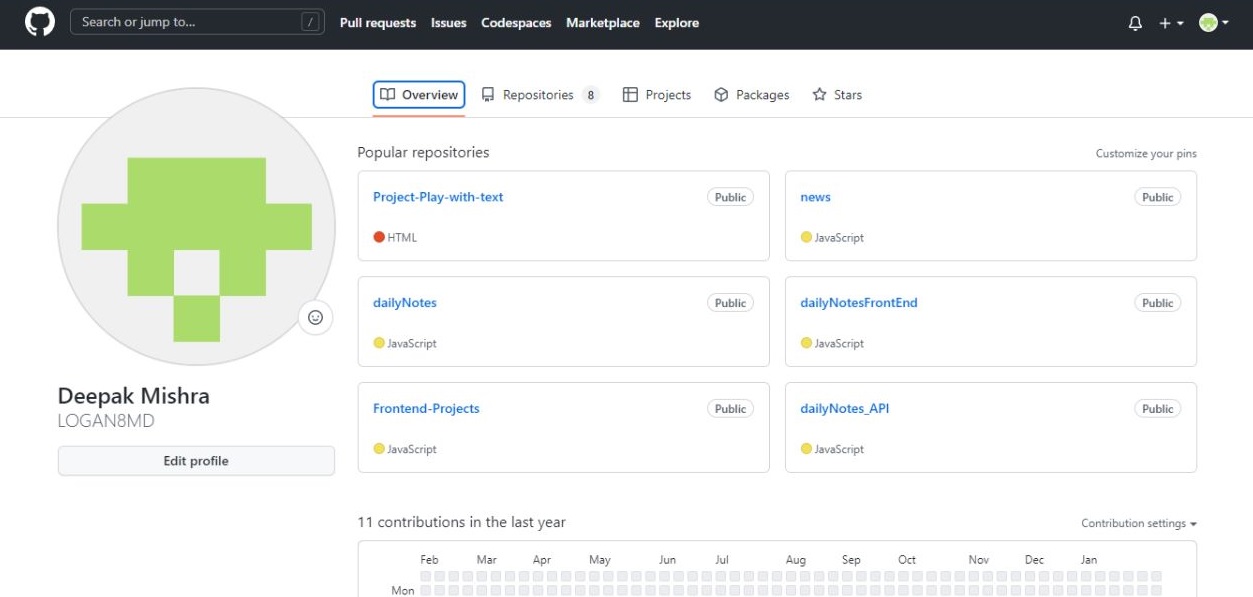 Search or jump to... / Pull requests Issues Codespaces Marketplace Explore
Overview Repositories 8 Projects Packages Stars
Popular repositories Customize your pins
Project-Play-with-text Public
HTML
news Public
JavaScript
dailyNotes Public
JavaScript
dailyNotesFrontEnd Public
JavaScript
Frontend-Projects Public
JavaScript
dailyNotes_API Public
JavaScript
Deepak Mishra
LOGAN8MD
Edit profile
11 contributions in the last year Contribution settings
Feb Mar Apr May Jun Jul Aug Sep Oct Nov Dec Jan
Mon